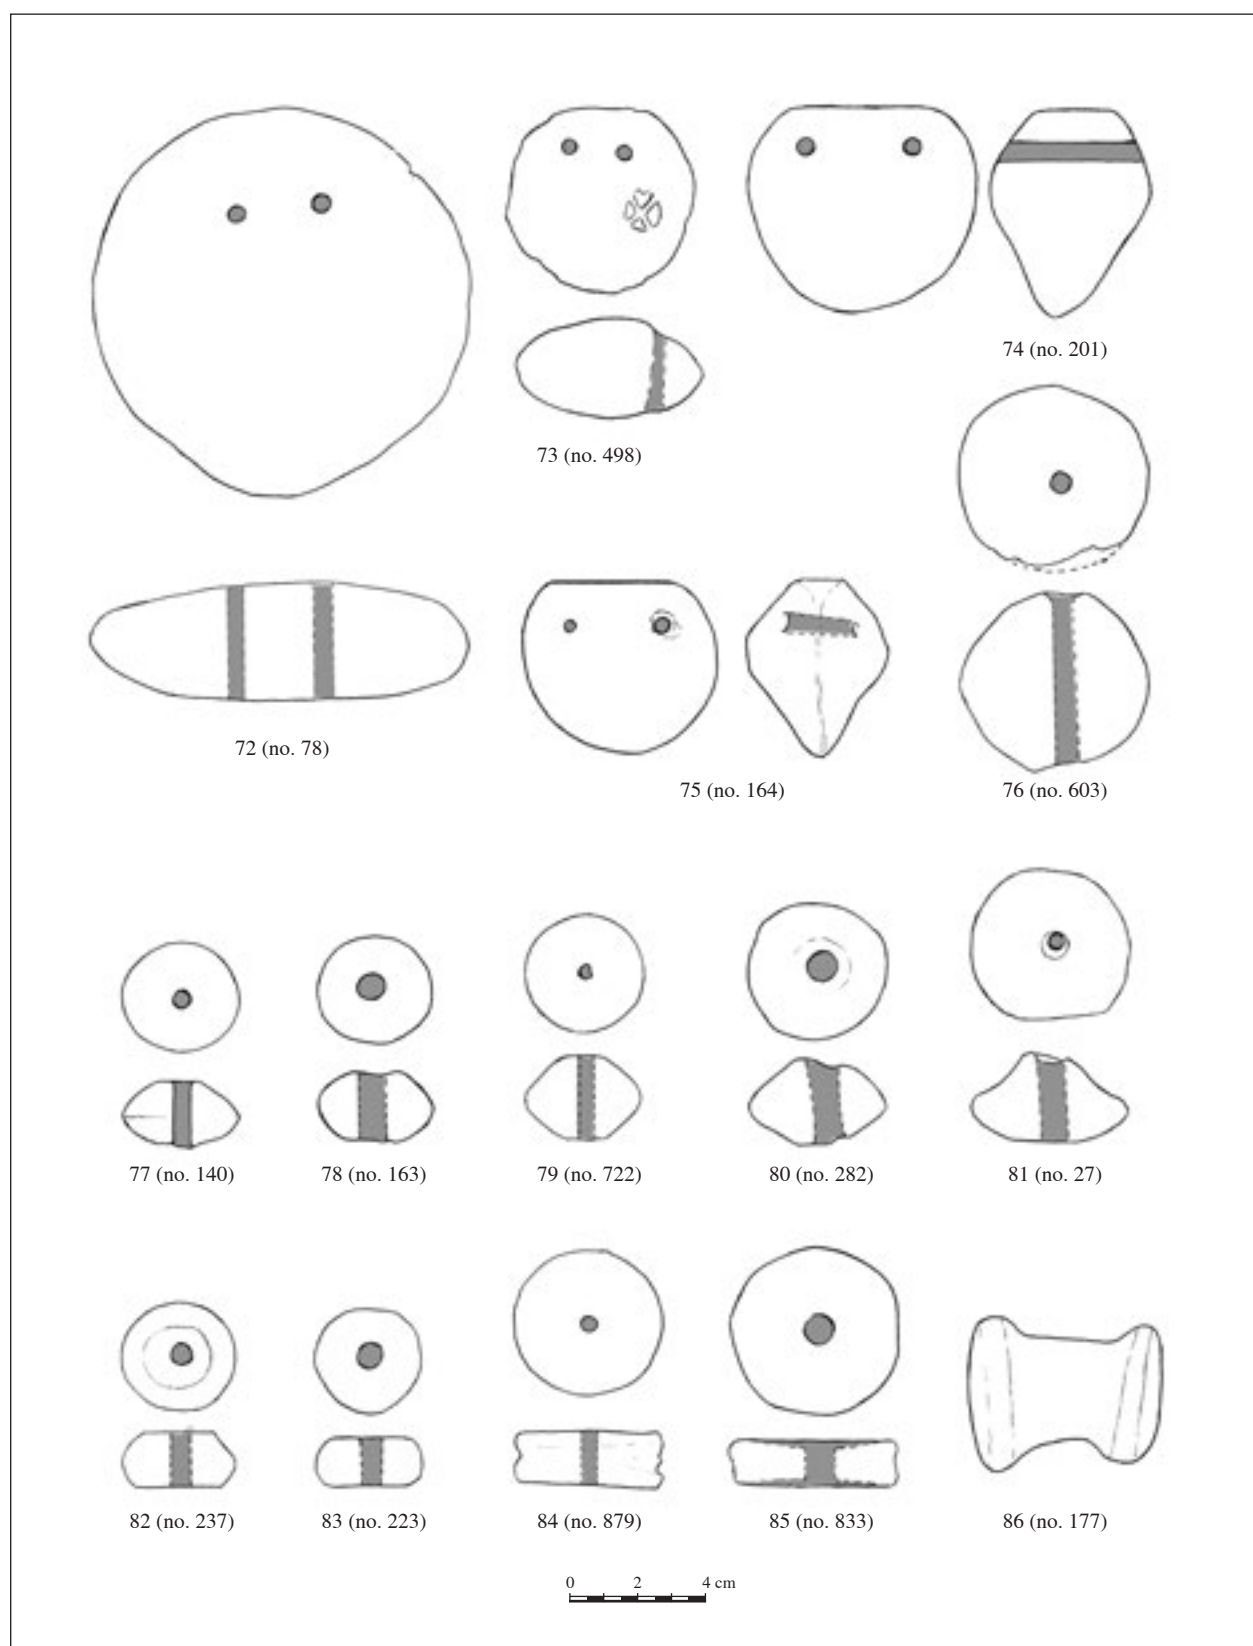 74 (no. 201)
73 (no. 498)
72 (no. 78)
75 (no. 164)
76 (no. 603)
77 (no. 140)
78 (no. 163)
79 (no. 722)
80 (no. 282)
81 (no. 27)
82 (no. 237)
83 (no. 223)
84 (no. 879)
85 (no. 833)
86 (no. 177)
0 2 4 cm